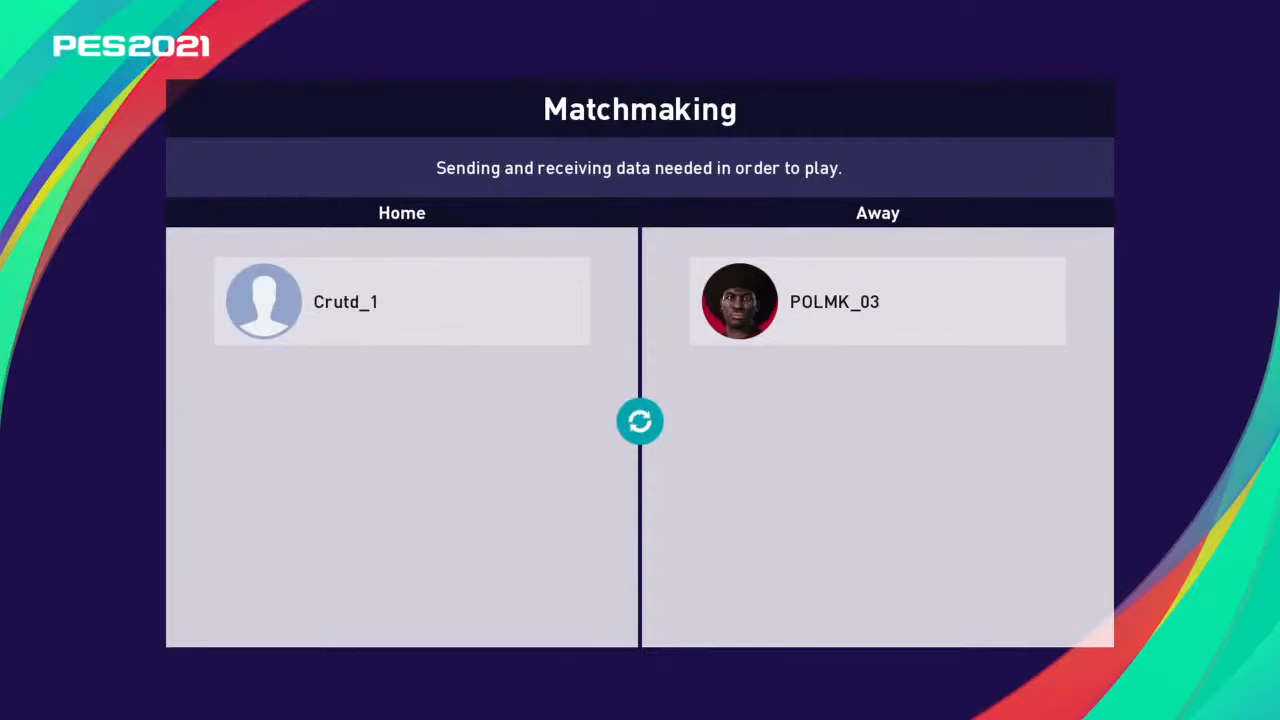 PES2021
Matchmaking
Sending and receiving data needed in order to play.
Home
Away
Crutd_1
POLMK_03